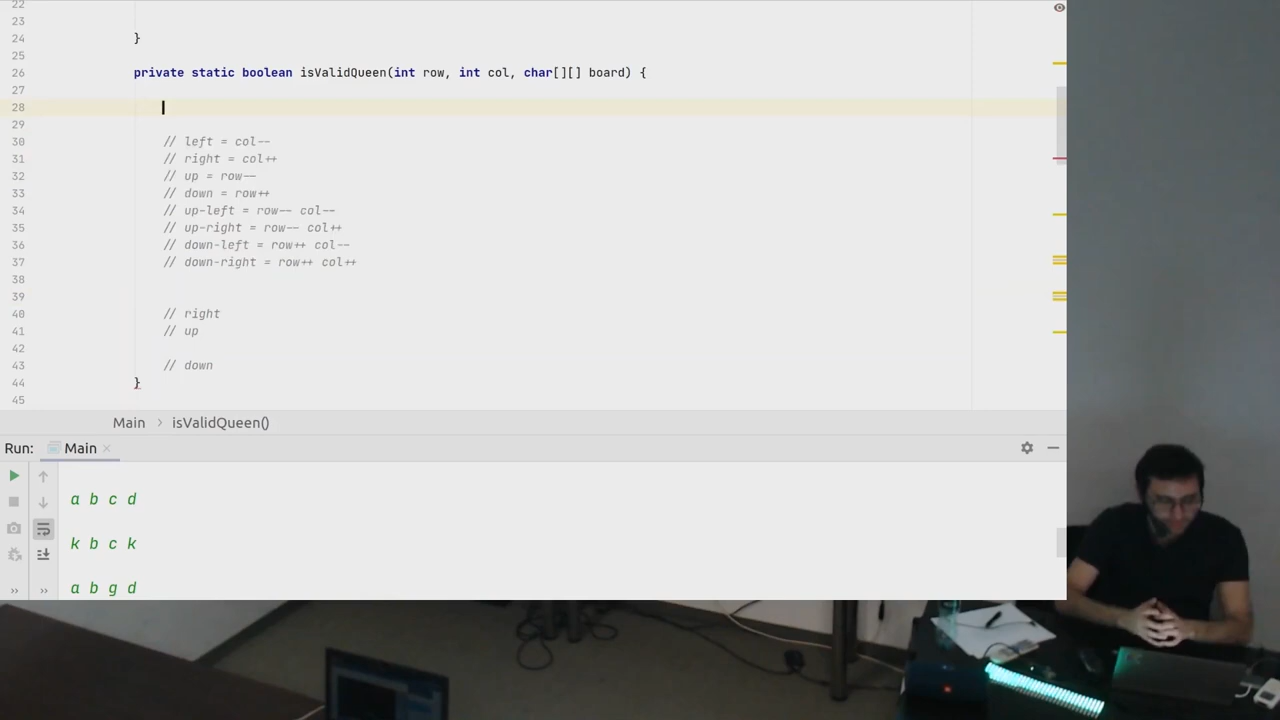 22
23
24 }
25
26 private static boolean isValidQueen(int row, int col, char[][] board) {
27
28
29
30 // left = col--
31 // right = col++
32 // up = row--
33 // down = row++
34 // up-left = row-- col--
35 // up-right = row-- col++
36 // down-left = row++ col--
37 // down-right = row++ col++
38
39
40 // right
41 // up
42
43 // down
44 }
45
Main › isValidQueen()
Run: Main ×
a b c d
k b c k
a b g d